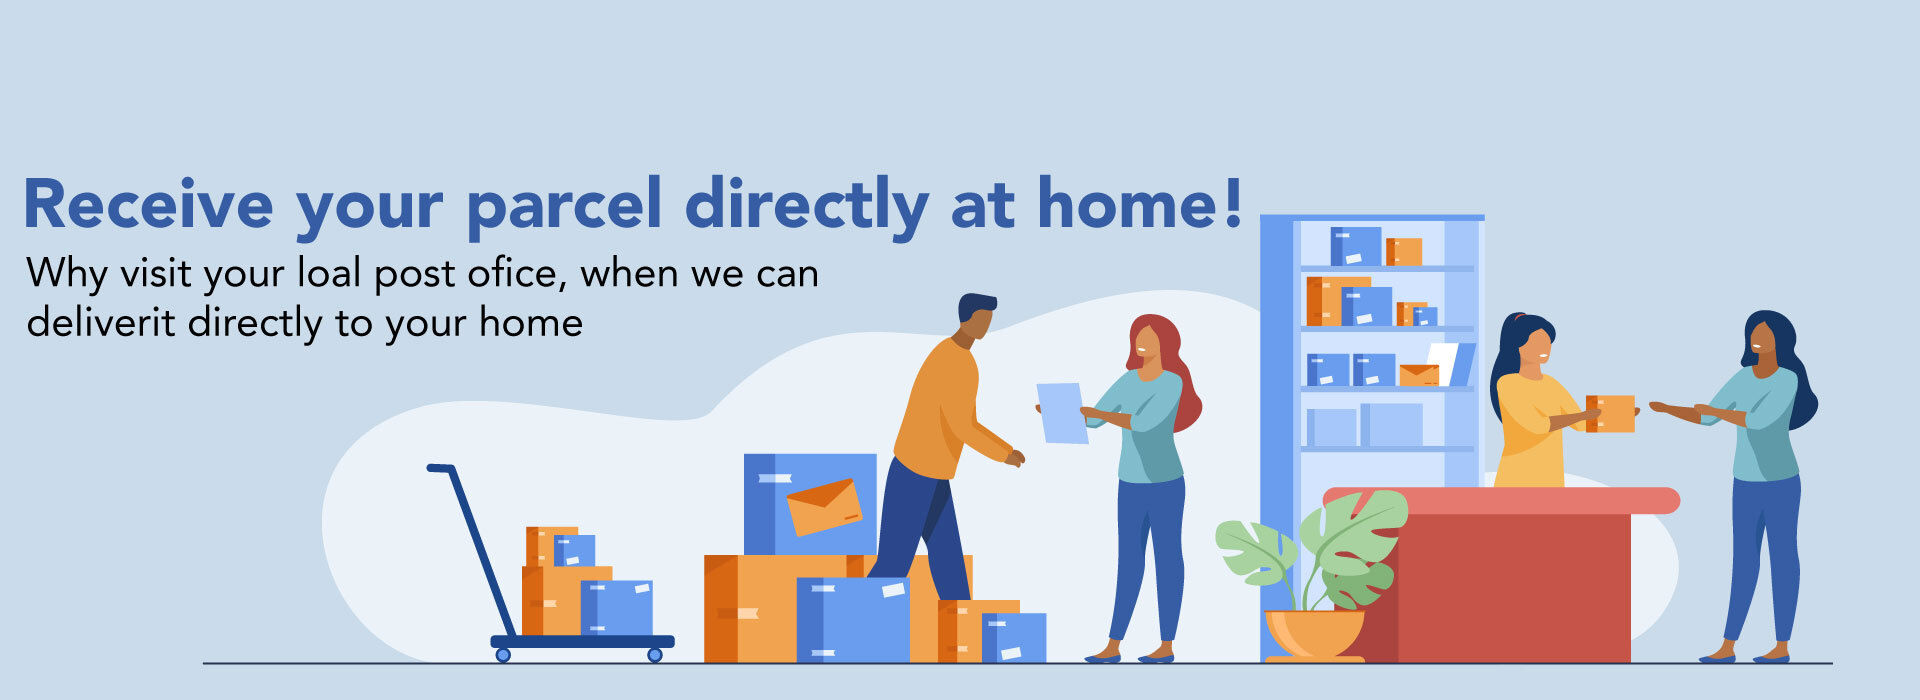 Receive your parcel directly at home!
Why visit your loal post ofice, when we can
deliverit directly to your home